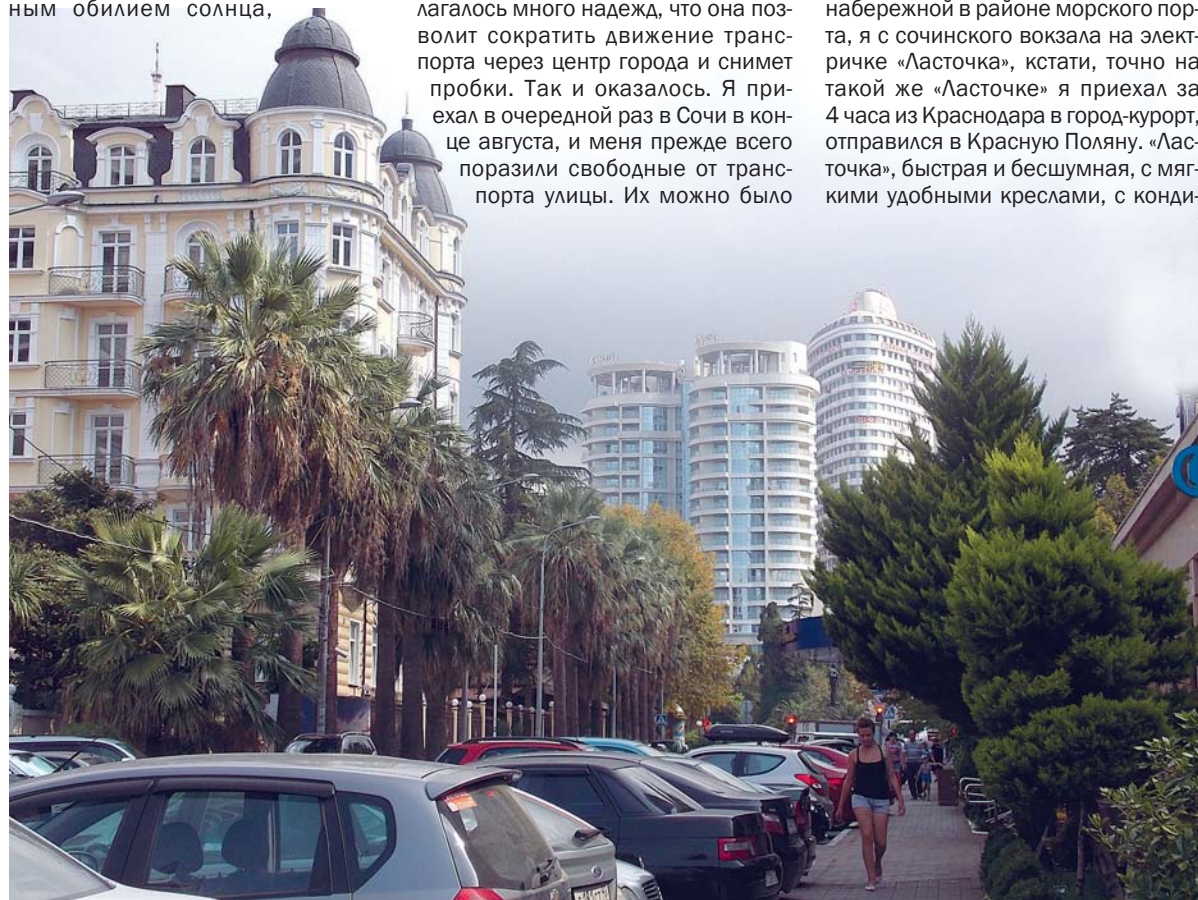 ным обилием солнца,
лагалось много надежд, что она поз-
волит сократить движение транс-
порта через центр города и снимет
пробки. Так и оказалось. Я при-
ехал в очередной раз в Сочи в кон-
це августа, и меня прежде всего
поразили свободные от транс-
порта улицы. Их можно было
набережной в районе морского пор-
та, я с сочинского вокзала на элект-
ричке «Ласточка», кстати, точно на
такой же «Ласточке» я приехал за
4 часа из Краснодара в город-курорт,
отправился в Красную Поляну. «Лас-
точка», быстрая и бесшумная, с мяг-
кими удобными креслами, с конди-